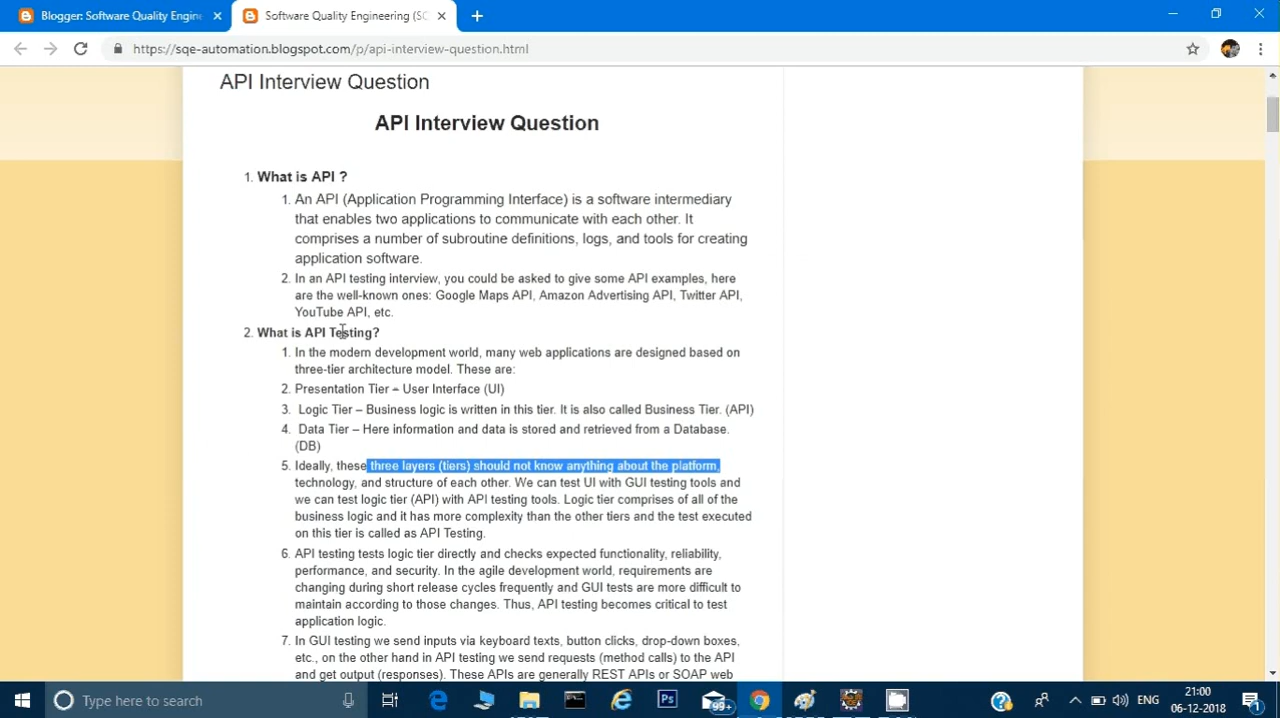 Blogger: Software Quality Engine
Software Quality Engineering (SC
https://sqe-automation.blogspot.com/p/api-interview-question.html
API Interview Question
API Interview Question
1. What is API ?
1. An API (Application Programming Interface) is a software intermediary
that enables two applications to communicate with each other. It
comprises a number of subroutine definitions, logs, and tools for creating
application software.
2. In an API testing interview, you could be asked to give some API examples, here
are the well-known ones: Google Maps API, Amazon Advertising API, Twitter API,
YouTube API, etc.
2. What is API Testing?
1. In the modern development world, many web applications are designed based on
three-tier architecture model. These are:
2. Presentation Tier – User Interface (UI)
3. Logic Tier – Business logic is written in this tier. It is also called Business Tier. (API)
4. Data Tier – Here information and data is stored and retrieved from a Database.
(DB)
5. Ideally, these three layers (tiers) should not know anything about the platform,
technology, and structure of each other. We can test UI with GUI testing tools and
we can test logic tier (API) with API testing tools. Logic tier comprises of all of the
business logic and it has more complexity than the other tiers and the test executed
on this tier is called as API Testing.
6. API testing tests logic tier directly and checks expected functionality, reliability,
performance, and security. In the agile development world, requirements are
changing during short release cycles frequently and GUI tests are more difficult to
maintain according to those changes. Thus, API testing becomes critical to test
application logic.
7. In GUI testing we send inputs via keyboard texts, button clicks, drop-down boxes,
etc., on the other hand in API testing we send requests (method calls) to the API
and get output (responses). These APIs are generally REST APIs or SOAP web
Type here to search
Ps
99+
ENG
21:00
06-12-2018
1